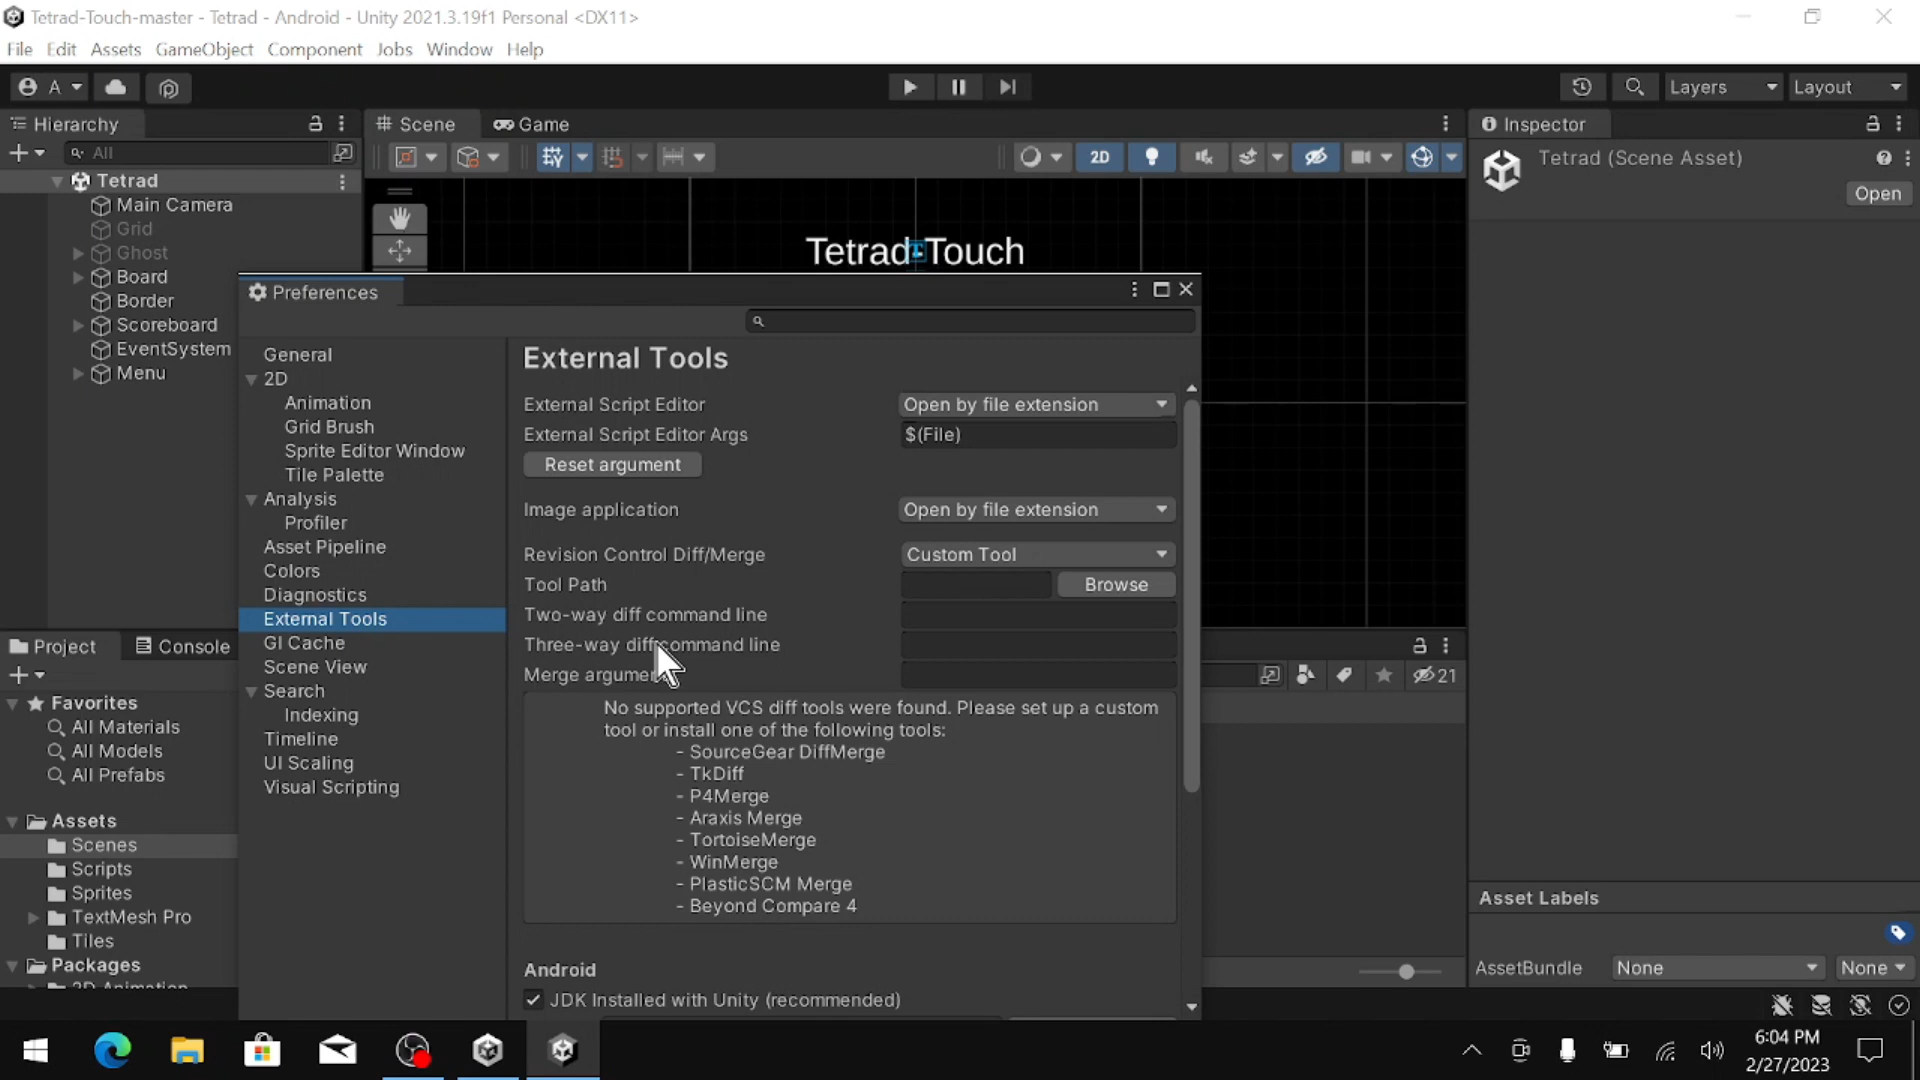 Tetrad-Touch-master - Tetrad - Android - Unity 2021.3.19f1 Personal <DX11>
File Edit Assets GameObject Component Jobs Window Help
A Layers Layout
Hierarchy Scene Game Inspector
All 2D Tetrad (Scene Asset)
Open
Tetrad
Main Camera
Grid
Ghost
Board
Border
Scoreboard
EventSystem
Menu
Tetrad-Touch
Preferences
General
2D
Animation
Grid Brush
Sprite Editor Window
Tile Palette
Analysis
Profiler
Asset Pipeline
Colors
Diagnostics
External Tools
GI Cache
Scene View
Search
Indexing
Timeline
UI Scaling
Visual Scripting
External Tools
External Script Editor Open by file extension
External Script Editor Args $(File)
Reset argument
Image application Open by file extension
Revision Control Diff/Merge Custom Tool
Tool Path Browse
Two-way diff command line
Three-way diff command line
Merge
No supported VCS diff tools were found. Please set up a custom
tool or install one of the following tools:
- SourceGear DiffMerge
- TkDiff
- P4Merge
- Araxis Merge
- TortoiseMerge
- WinMerge
- PlasticSCM Merge
- Beyond Compare 4
Android
JDK Installed with Unity (recommended)
Project Console
21
Favorites
All Materials
All Models
All Prefabs
Assets
Scenes
Scripts
Sprites
TextMesh Pro
Tiles
Packages
2D Animation
Asset Labels
AssetBundle None None
6:04 PM
2/27/2023